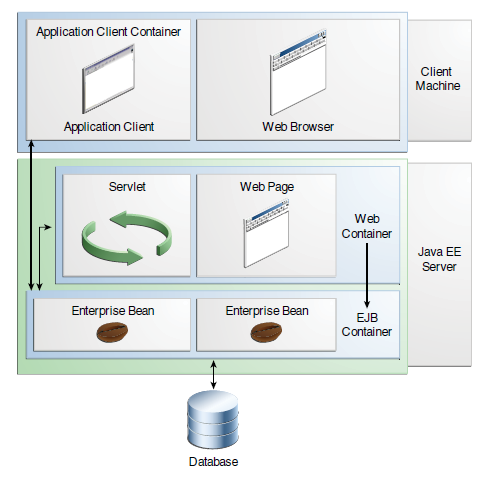 Application Client Container
Application Client
Web Browser
Client
Machine
Servlet
Web Page
Web
Container
Java EE
Server
Enterprise Bean
Enterprise Bean
EJB
Container
Database